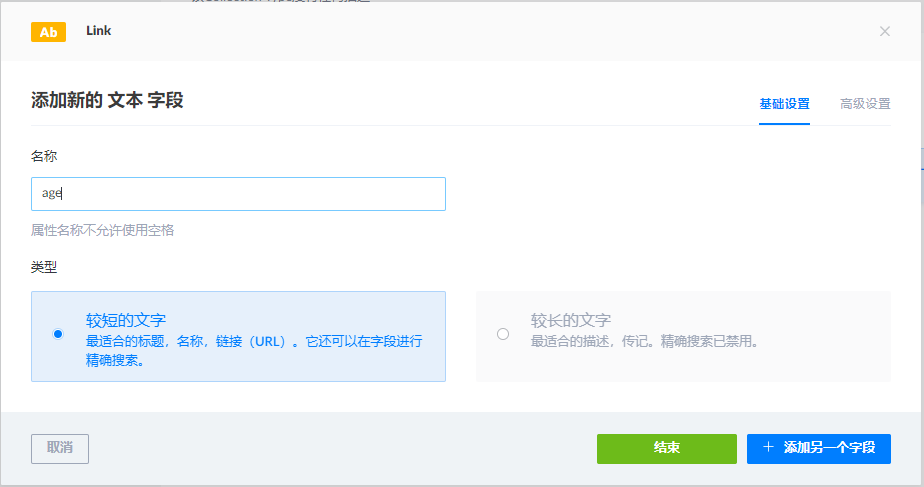 Ab Link
添加新的 文本 字段
基础设置 高级设置
名称
age
属性名称不允许使用空格
类型
较短的文字
最适合的标题，名称，链接（URL）。它还可以在字段进行
精确搜索。
较长的文字
最适合的描述，传记。精确搜索已禁用。
取消
结束
+ 添加另一个字段